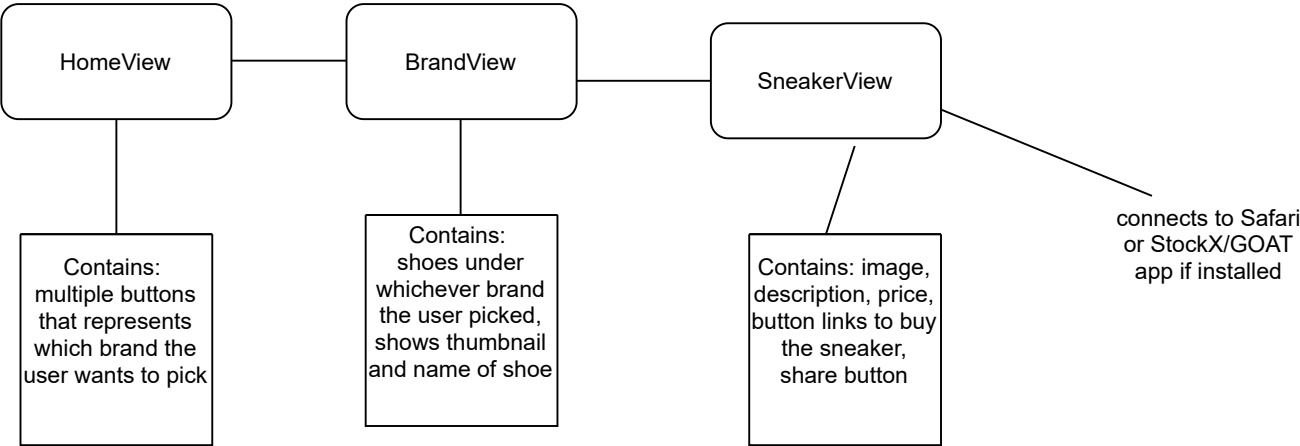 HomeView
BrandView
SneakerView
Contains:
multiple buttons
that represents
which brand the
user wants to pick
Contains:
shoes under
whichever brand
the user picked,
shows thumbnail
and name of shoe
Contains: image,
description, price,
button links to buy
the sneaker,
share button
connects to Safari
or StockX/GOAT
app if installed